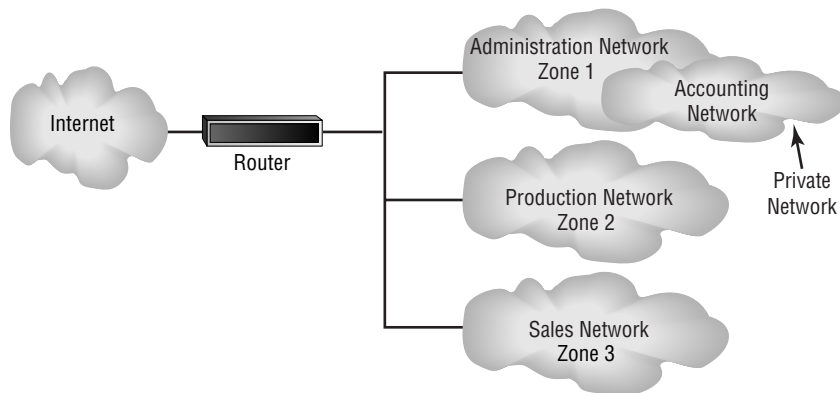 Internet
Router
Administration Network
Zone 1
Accounting
Network
Private
Network
Production Network
Zone 2
Sales Network
Zone 3